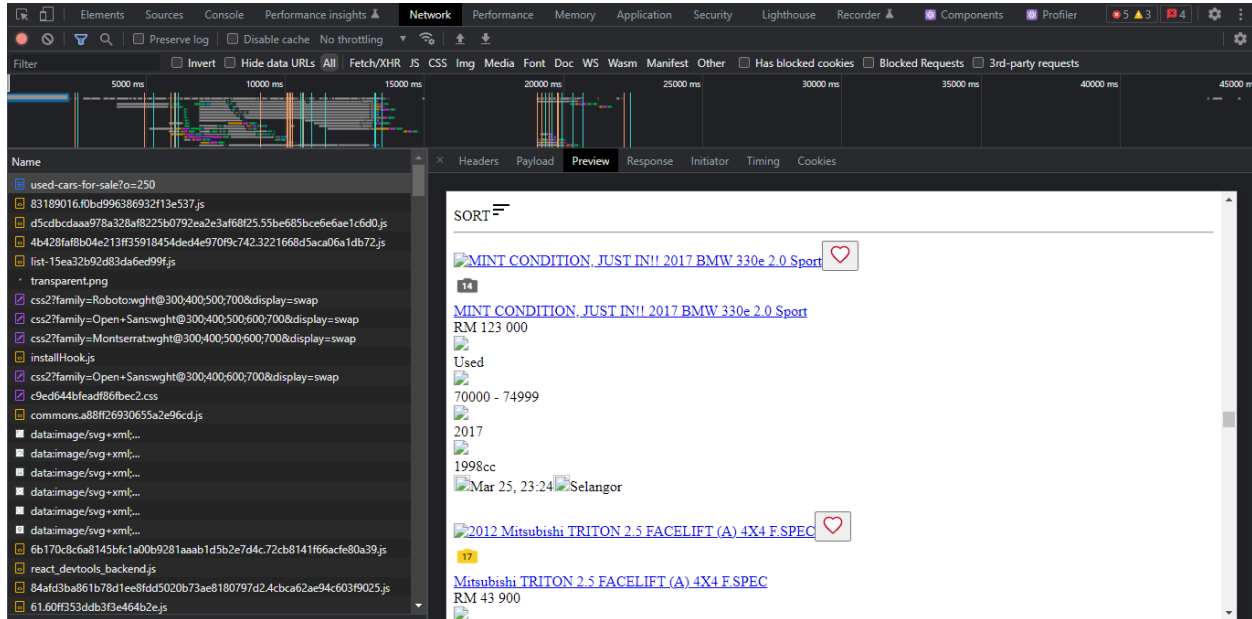 Elements Sources Console Performance insights Network Performance Memory Application Security Lighthouse Recorder Components Profiler 5 3 4
Preserve log Disable cache No throttling
Filter Invert Hide data URLs All Fetch/XHR JS CSS Img Media Font Doc WS Wasm Manifest Other Has blocked cookies Blocked Requests 3rd-party requests
5000 ms 10000 ms 15000 ms 20000 ms 25000 ms 30000 ms 35000 ms 40000 ms 45000 m
Name
used-cars-for-sale?o=250
83189016.f0bd996386932f13e537.js
d5cdbcdaaa978a328af8225b0792ea2e3af68f25.55be685bce6e6ae1c6d0.js
4b428faf8b04e213ff35918454ded4e970f9c742.3221668d5aca06a1db72.js
list-15ea32b92d83da6ed99f.js
transparent.png
css2?family=Roboto:wght@300;400;500;700&display=swap
css2?family=Open+Sans:wght@300;400;500;600;700&display=swap
css2?family=Montserrat:wght@300;400;500;600;700&display=swap
installHook.js
css2?family=Open+Sans:wght@300;400;600;700&display=swap
c9ed644bfeadf86fbec2.css
commons.a88ff26930655a2e96cd.js
data:image/svg+xml;...
data:image/svg+xml;...
data:image/svg+xml;...
data:image/svg+xml;...
data:image/svg+xml;...
data:image/svg+xml;...
6b170c8c6a8145bfc1a00b9281aaab1d5b2e7d4c.72cb8141f66acfe80a39.js
react_devtools_backend.js
84afd3ba861b78d1ee8fdd5020b73ae8180797d2.4cbca62ae94c603f9025.js
61.60ff353ddb3f3e464b2e.js
× Headers Payload Preview Response Initiator Timing Cookies
SORT
MINT CONDITION, JUST IN!! 2017 BMW 330e 2.0 Sport
14
MINT CONDITION, JUST IN!! 2017 BMW 330e 2.0 Sport
RM 123 000
Used
70000 - 74999
2017
1998cc
Mar 25, 23:24 Selangor
2012 Mitsubishi TRITON 2.5 FACELIFT (A) 4X4 F.SPEC
17
Mitsubishi TRITON 2.5 FACELIFT (A) 4X4 F.SPEC
RM 43 900